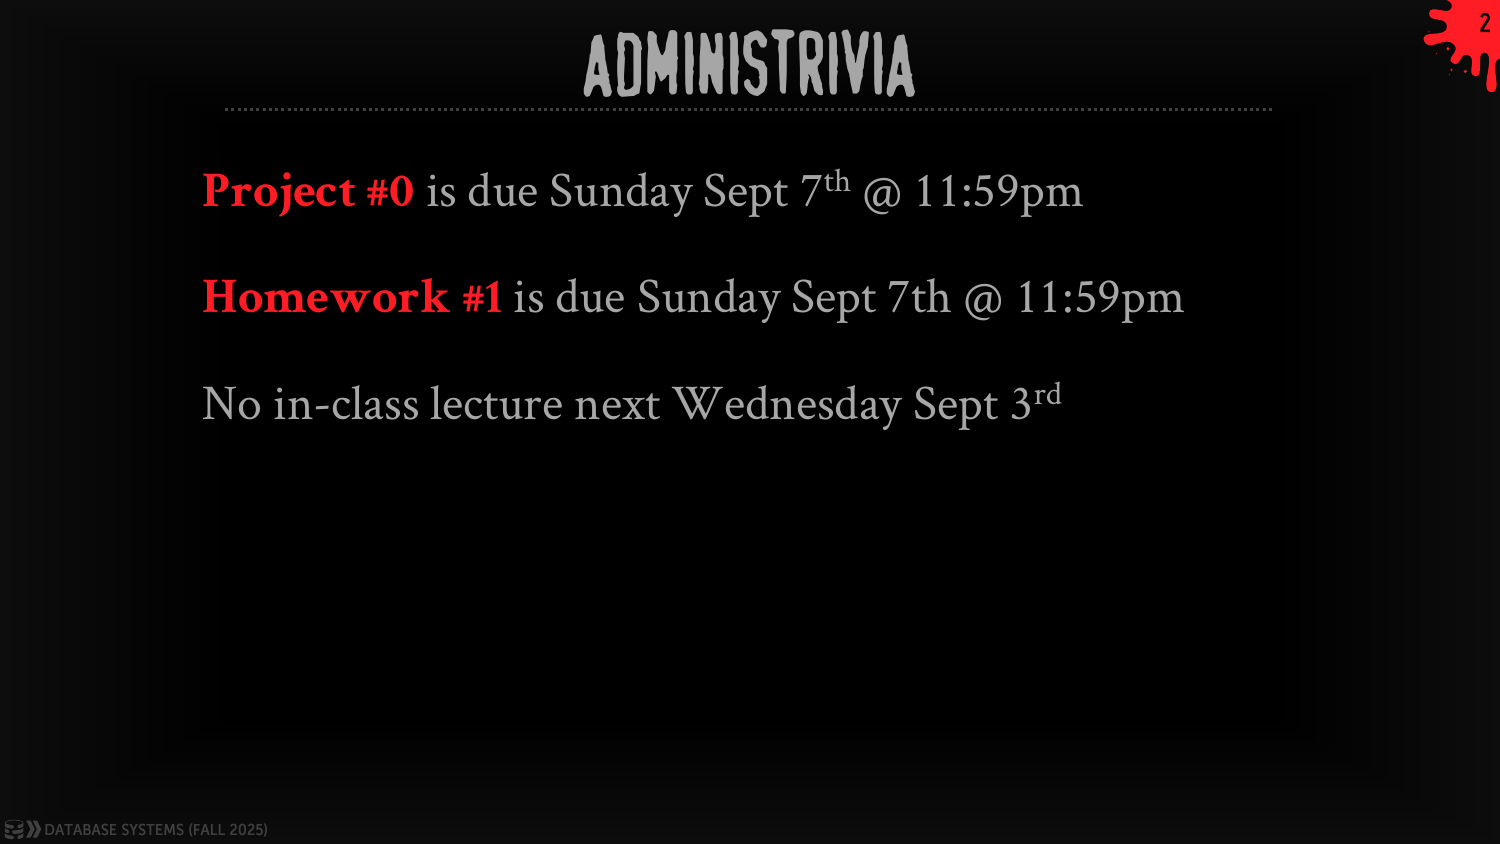 ADMINISTRIVIA
2
Project #0 is due Sunday Sept 7th @ 11:59pm
Homework #1 is due Sunday Sept 7th @ 11:59pm
No in-class lecture next Wednesday Sept 3rd
DATABASE SYSTEMS (FALL 2025)